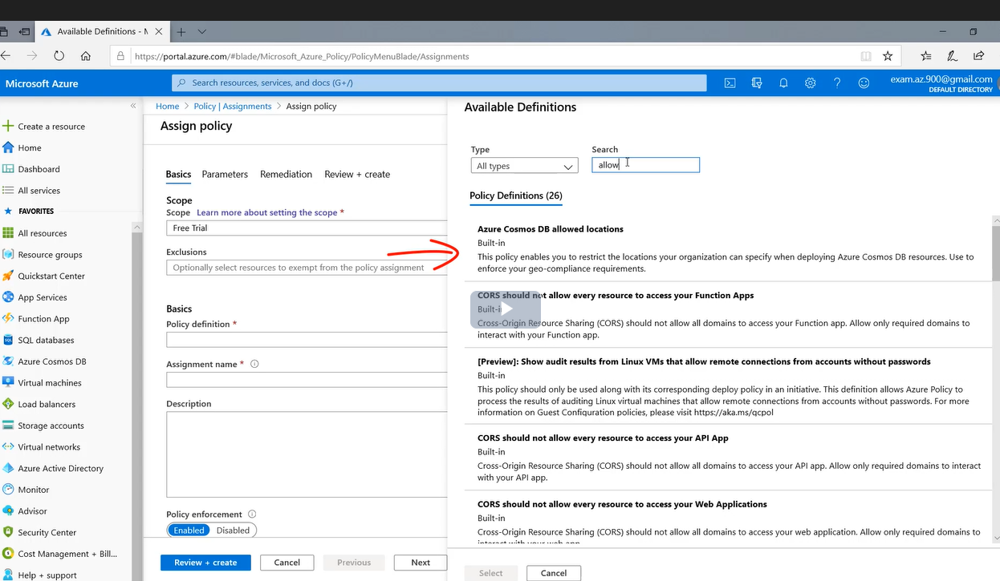 Available Definitions - M
https://portal.azure.com/#blade/Microsoft_Azure_Policy/PolicyMenuBlade/Assignments
Microsoft Azure
Search resources, services, and docs (G+/)
exam.az.900@gmail.com
DEFAULT DIRECTORY
Create a resource
Home
Dashboard
All services
FAVORITES
All resources
Resource groups
Quickstart Center
App Services
Function App
SQL databases
Azure Cosmos DB
Virtual machines
Load balancers
Storage accounts
Virtual networks
Azure Active Directory
Monitor
Advisor
Security Center
Cost Management + Bill...
Help + support
Home > Policy | Assignments > Assign policy
Assign policy
Basics Parameters Remediation Review + create
Scope
Scope Learn more about setting the scope *
Free Trial
Exclusions
Optionally select resources to exempt from the policy assignment
Basics
Policy definition *
Assignment name *
Description
Policy enforcement
Enabled Disabled
Review + create Cancel Previous Next
Available Definitions
Type Search
All types allow
Policy Definitions (26)
Azure Cosmos DB allowed locations
Built-in
This policy enables you to restrict the locations your organization can specify when deploying Azure Cosmos DB resources. Use to
enforce your geo-compliance requirements.
CORS should not allow every resource to access your Function Apps
Built-in
Cross-Origin Resource Sharing (CORS) should not allow all domains to access your Function app. Allow only required domains to
interact with your Function app.
[Preview]: Show audit results from Linux VMs that allow remote connections from accounts without passwords
Built-in
This policy should only be used along with its corresponding deploy policy in an initiative. This definition allows Azure Policy to
process the results of auditing Linux virtual machines that allow remote connections from accounts without passwords. For more
information on Guest Configuration policies, please visit https://aka.ms/gcpol
CORS should not allow every resource to access your API App
Built-in
Cross-Origin Resource Sharing (CORS) should not allow all domains to access your API app. Allow only required domains to interact
with your API app.
CORS should not allow every resource to access your Web Applications
Built-in
Cross-Origin Resource Sharing (CORS) should not allow all domains to access your web application. Allow only required domains to
interact with your web app.
Select Cancel